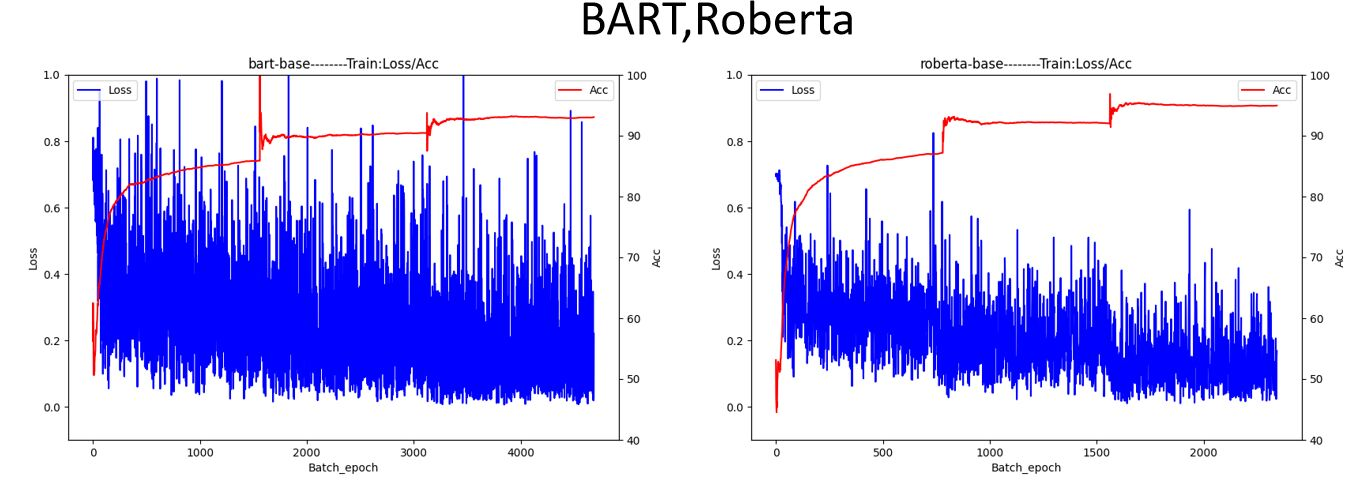 BART,Roberta
bart-base--------Train:Loss/Acc
1.0
0.8
0.6
0.4
0.2
0.0
Loss
Loss
Acc
100
90
80
70
60
50
40
Acc
0
1000
2000
3000
4000
Batch_epoch
roberta-base--------Train:Loss/Acc
1.0
0.8
0.6
0.4
0.2
0.0
Loss
Loss
Acc
100
90
80
70
60
50
40
Acc
0
500
1000
1500
2000
Batch_epoch